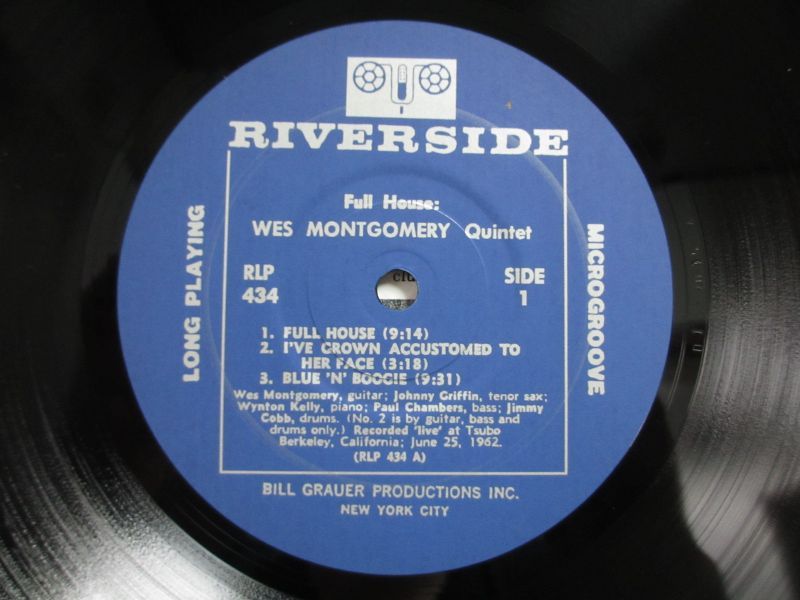 RIVERSIDE
Full House:
WES MONTGOMERY Quintet
RLP
434
SIDE
1
LONG PLAYING
MICROGROOVE
1. FULL HOUSE (9:14)
2. I'VE GROWN ACCUSTOMED TO
HER FACE (3:18)
3. BLUE 'N' BOOGIE (9:31)
Wes Montgomery, guitar; Johnny Griffin, tenor sax;
Wynton Kelly, piano; Paul Chambers, bass; Jimmy
Cobb, drums. (No. 2 is by guitar, bass and
drums only.) Recorded 'live' at Tsubo
Berkeley, California; June 25, 1962.
(RLP 434 A)
BILL GRAUER PRODUCTIONS INC.
NEW YORK CITY